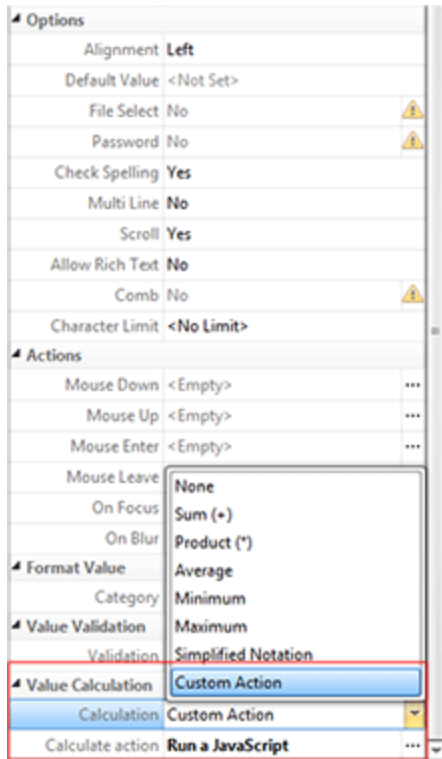 Options
Alignment Left
Default Value <Not Set>
File Select No
Password No
Check Spelling Yes
Multi Line No
Scroll Yes
Allow Rich Text No
Comb No
Character Limit <No Limit>
Actions
Mouse Down <Empty> ...
Mouse Up <Empty> ...
Mouse Enter <Empty> ...
Mouse Leave
None
On Focus
Sum (+)
On Blur
Product (*)
Format Value
Average
Category
Minimum
Value Validation
Maximum
Validation
Simplified Notation
Value Calculation
Custom Action
Calculation Custom Action
Calculate action Run a JavaScript ...